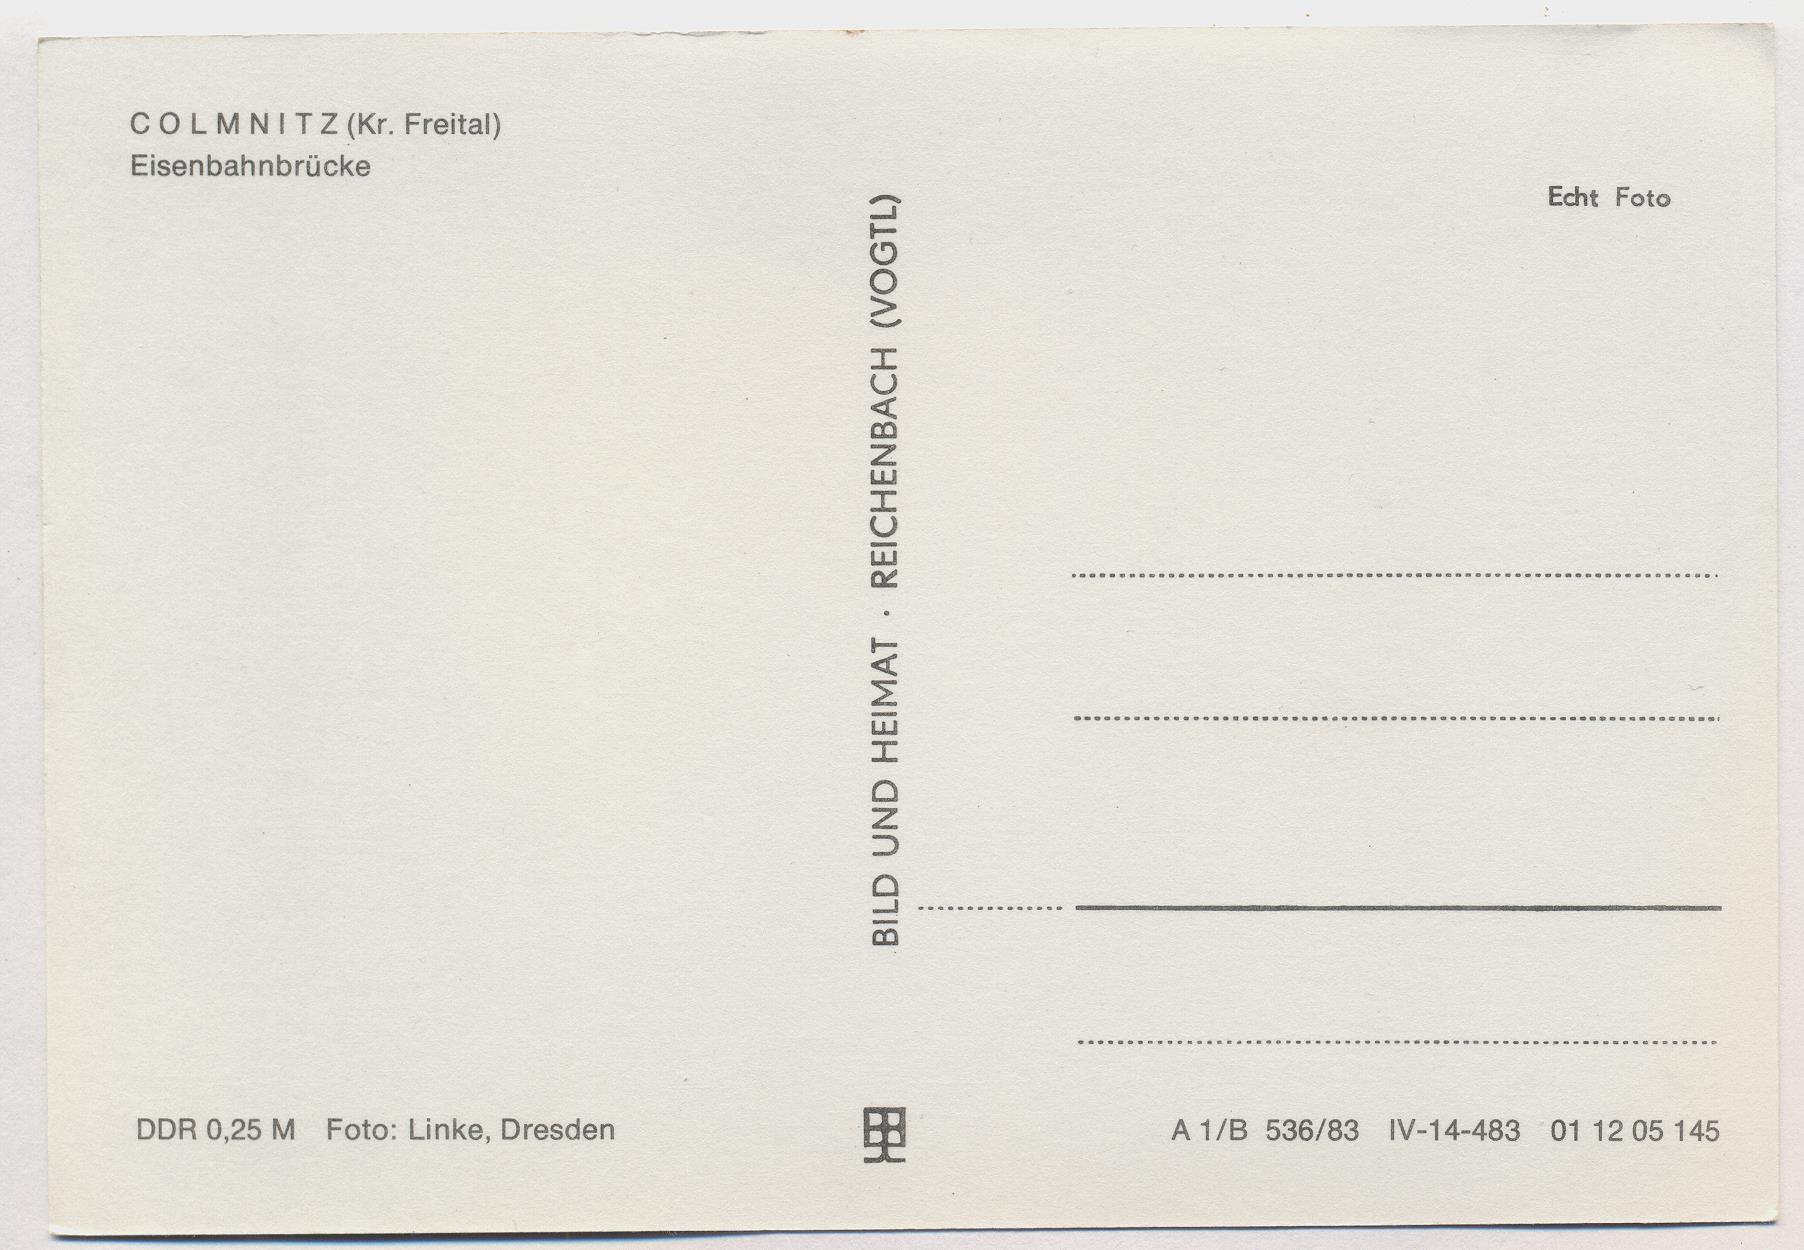 COLMNITZ (Kr. Freital)
Eisenbahnbrücke
Echt Foto
BILD UND HEIMAT · REICHENBACH (VOGTL)
DDR 0,25 M Foto: Linke, Dresden
A 1/B 536/83 IV-14-483 01 12 05 145